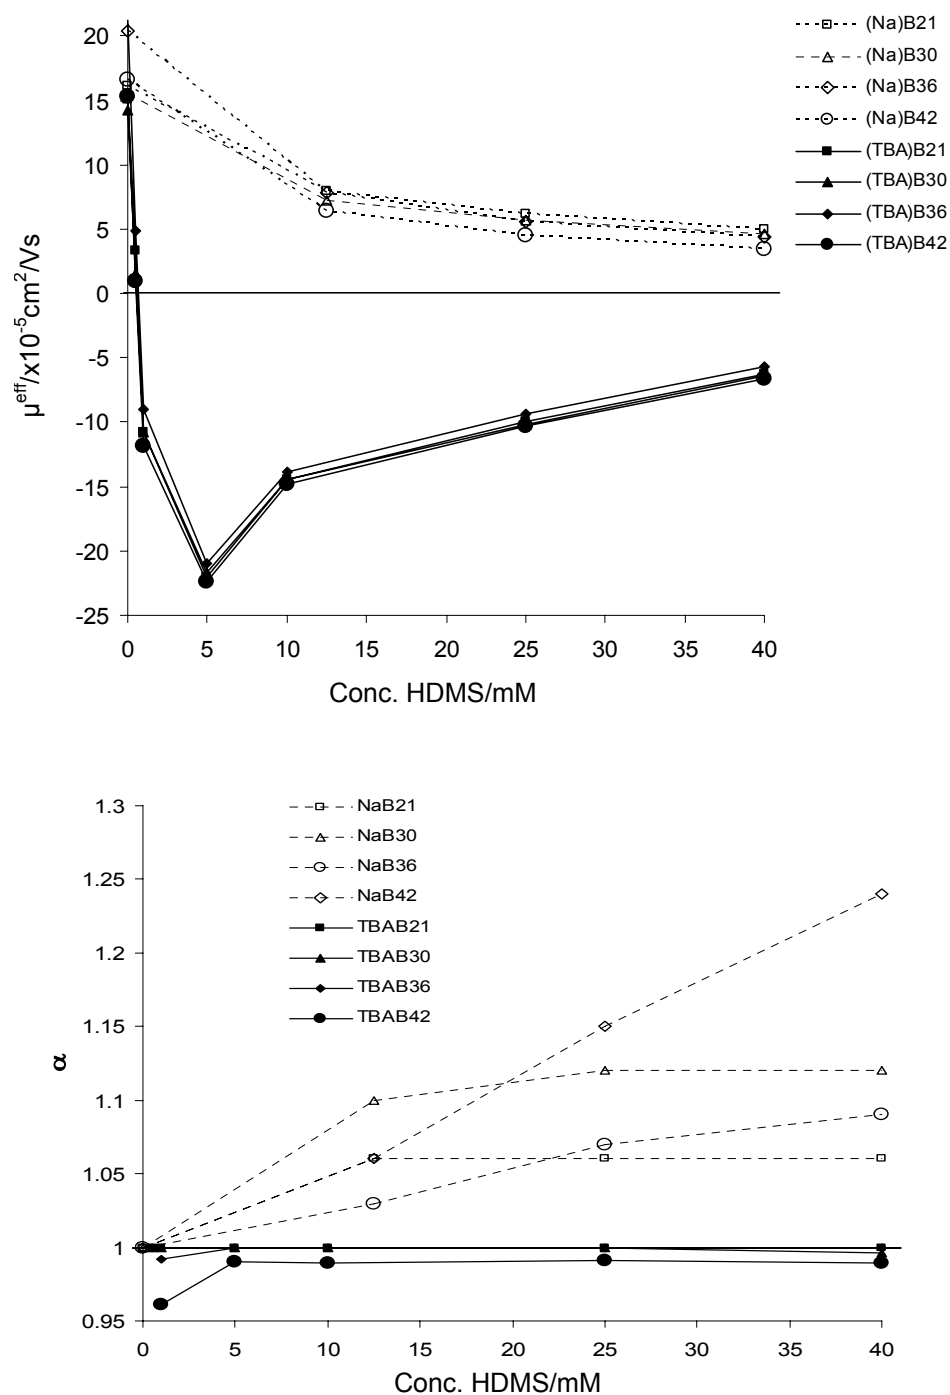 20
15
10
5
0
-5
-10
-15
-20
-25
μeff/x10-5cm2/Vs
0 5 10 15 20 25 30 35 40
Conc. HDMS/mM
(Na)B21
(Na)B30
(Na)B36
(Na)B42
(TBA)B21
(TBA)B30
(TBA)B36
(TBA)B42
1.3
1.25
1.2
1.15
1.1
1.05
1
0.95
α
NaB21
NaB30
NaB36
NaB42
TBAB21
TBAB30
TBAB36
TBAB42
0 5 10 15 20 25 30 35 40
Conc. HDMS/mM